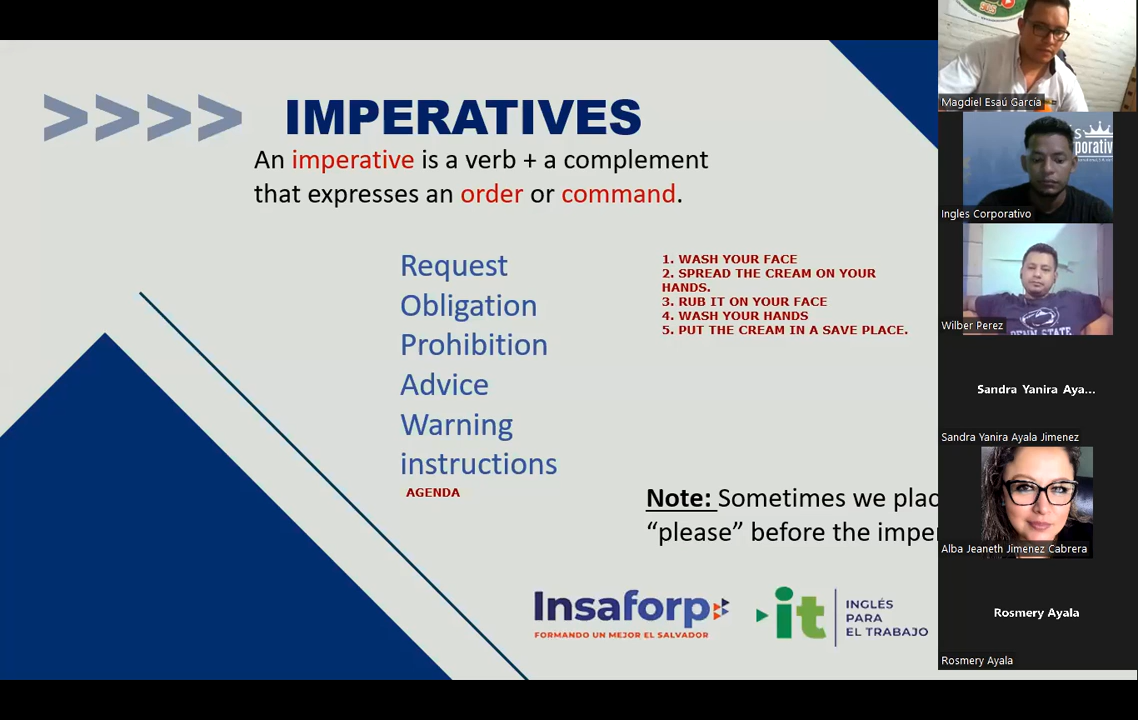 >>>> IMPERATIVES
An imperative is a verb + a complement
that expresses an order or command.
Request
Obligation
Prohibition
Advice
Warning
instructions
AGENDA
1. WASH YOUR FACE
2. SPREAD THE CREAM ON YOUR
HANDS.
3. RUB IT ON YOUR FACE
4. WASH YOUR HANDS
5. PUT THE CREAM IN A SAVE PLACE.
Note: Sometimes we plac
“please” before the impe
Insaforp
FORMANDO UN MEJOR EL SALVADOR
it
INGLÉS
PARA
EL TRABAJO
Magdiel Esaú García
Ingles Corporativo
Wilber Perez
PENN STATE
Sandra Yanira Aya...
Sandra Yanira Ayala Jimenez
Alba Jeaneth Jimenez Cabrera
Rosmery Ayala
Rosmery Ayala